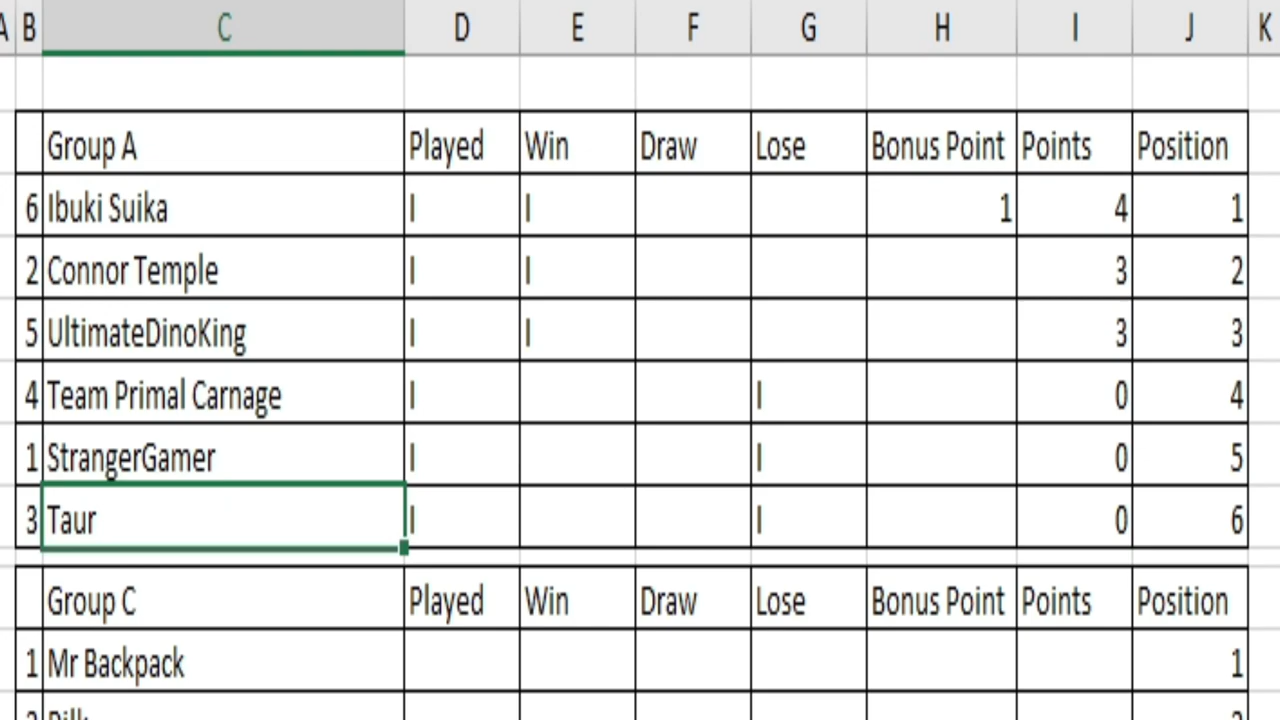 A B C D E F G H I J K
Group A Played Win Draw Lose Bonus Point Points Position
6 Ibuki Suika I I 1 4 1
2 Connor Temple I I 3 2
5 UltimateDinoKing I I 3 3
4 Team Primal Carnage I I 0 4
1 StrangerGamer I I 0 5
3 Taur I I 0 6
Group C Played Win Draw Lose Bonus Point Points Position
1 Mr Backpack 1